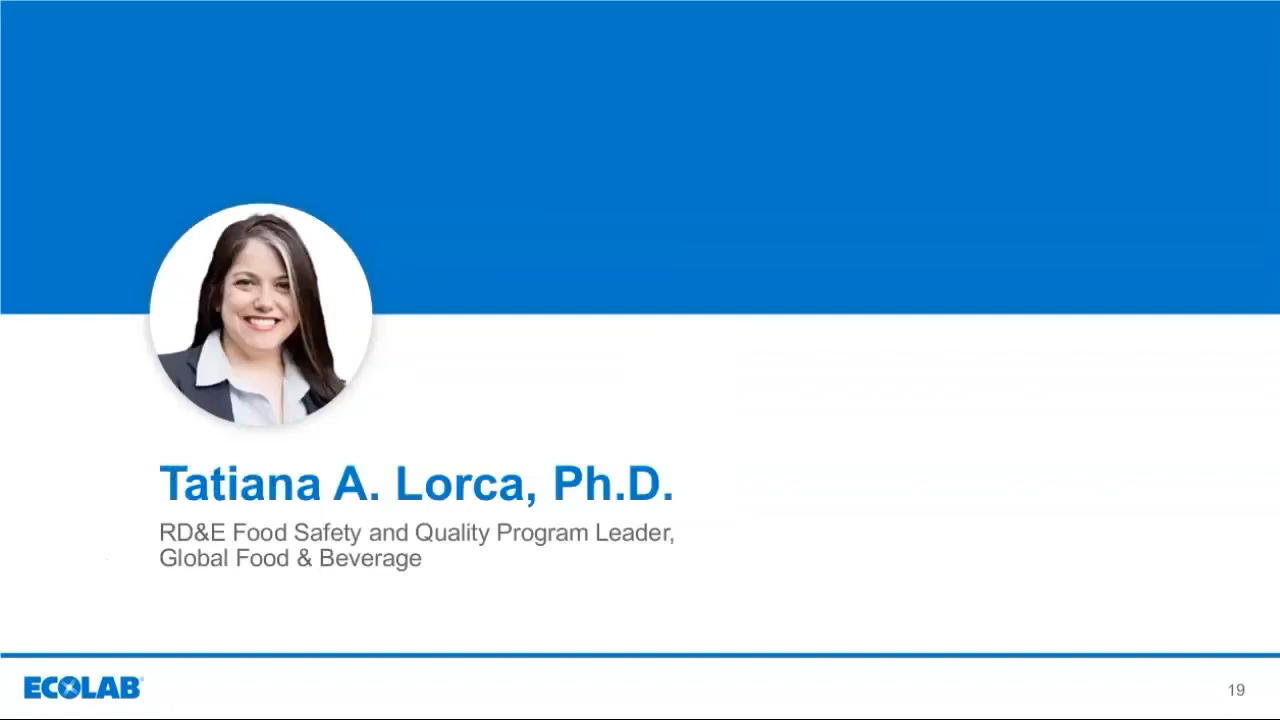 Tatiana A. Lorca, Ph.D.
RD&E Food Safety and Quality Program Leader,
Global Food & Beverage
ECOLAB®
19